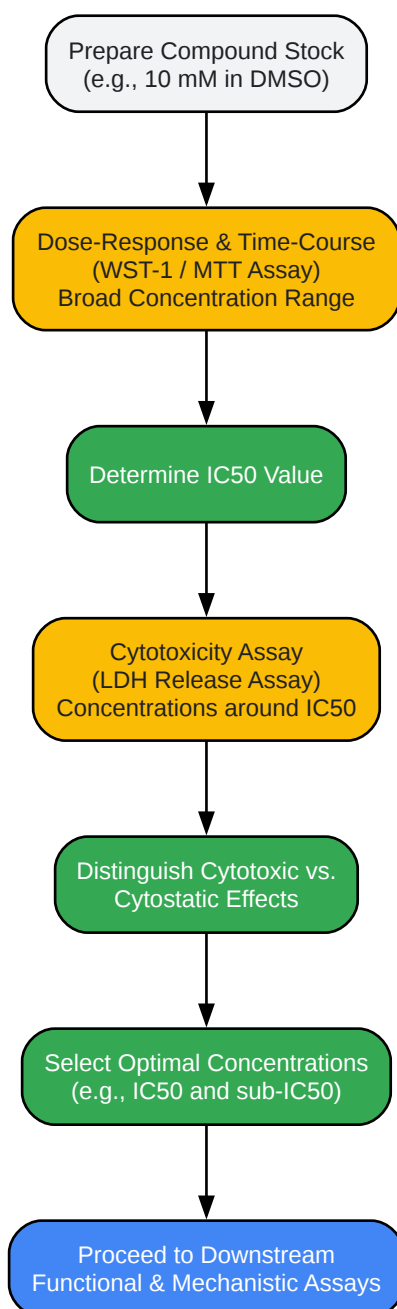 Prepare Compound Stock
(e.g., 10 mM in DMSO)
Dose-Response & Time-Course
(WST-1 / MTT Assay)
Broad Concentration Range
Determine IC50 Value
Cytotoxicity Assay
(LDH Release Assay)
Concentrations around IC50
Distinguish Cytotoxic vs.
Cytostatic Effects
Select Optimal Concentrations
(e.g., IC50 and sub-IC50)
Proceed to Downstream
Functional & Mechanistic Assays